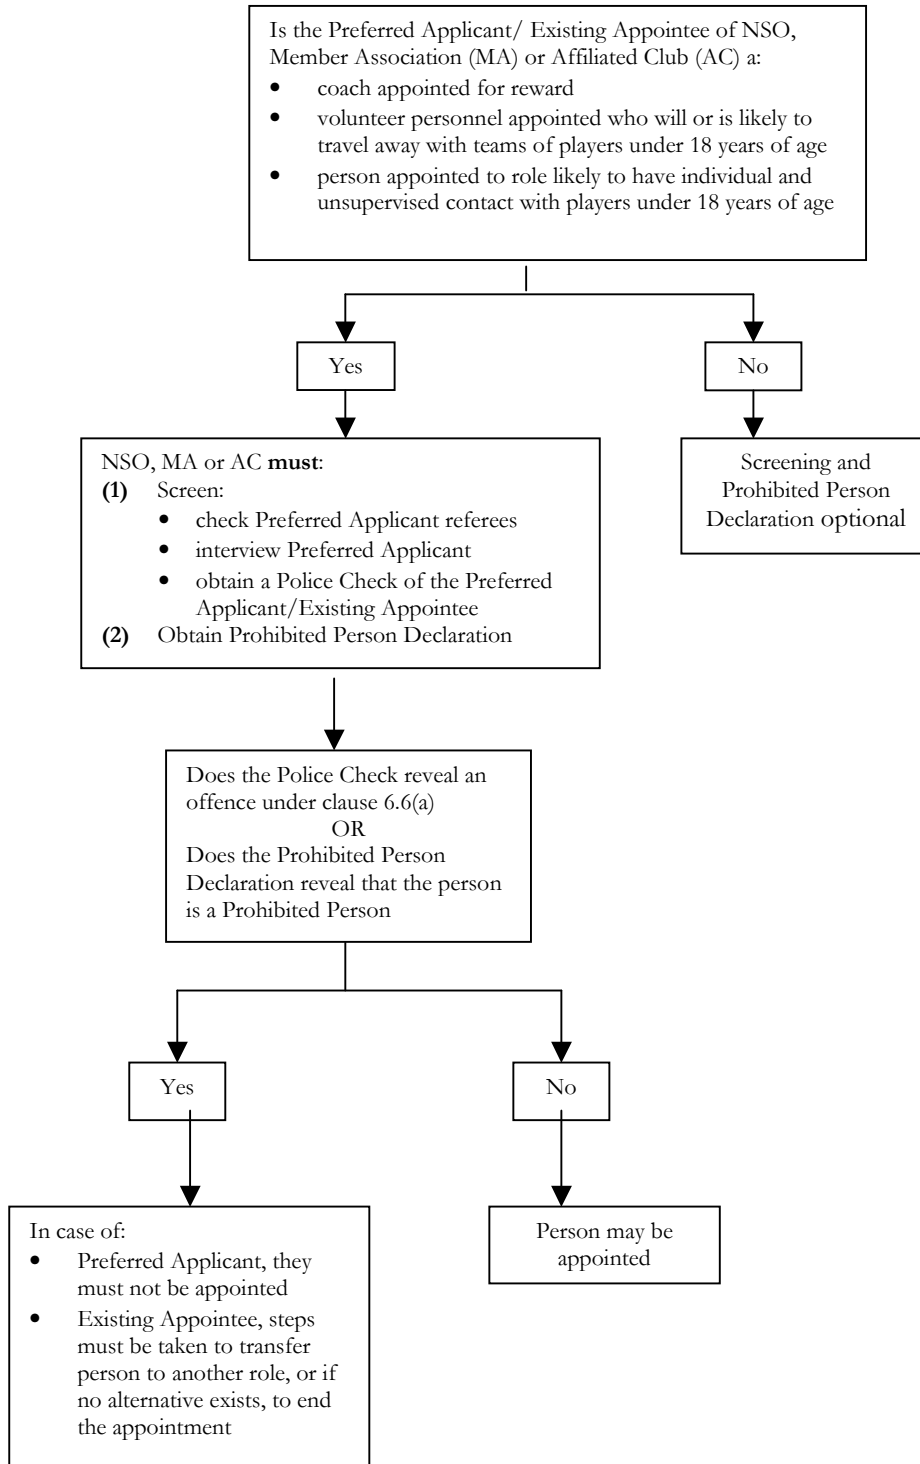 Is the Preferred Applicant/ Existing Appointee of NSO,
Member Association (MA) or Affiliated Club (AC) a:
• coach appointed for reward
• volunteer personnel appointed who will or is likely to
travel away with teams of players under 18 years of age
• person appointed to role likely to have individual and
unsupervised contact with players under 18 years of age
Yes
No
NSO, MA or AC must:
(1) Screen:
• check Preferred Applicant referees
• interview Preferred Applicant
• obtain a Police Check of the Preferred
Applicant/Existing Appointee
(2) Obtain Prohibited Person Declaration
Screening and
Prohibited Person
Declaration optional
Does the Police Check reveal an
offence under clause 6.6(a)
OR
Does the Prohibited Person
Declaration reveal that the person
is a Prohibited Person
Yes
No
In case of:
• Preferred Applicant, they
must not be appointed
• Existing Appointee, steps
must be taken to transfer
person to another role, or if
no alternative exists, to end
the appointment
Person may be
appointed